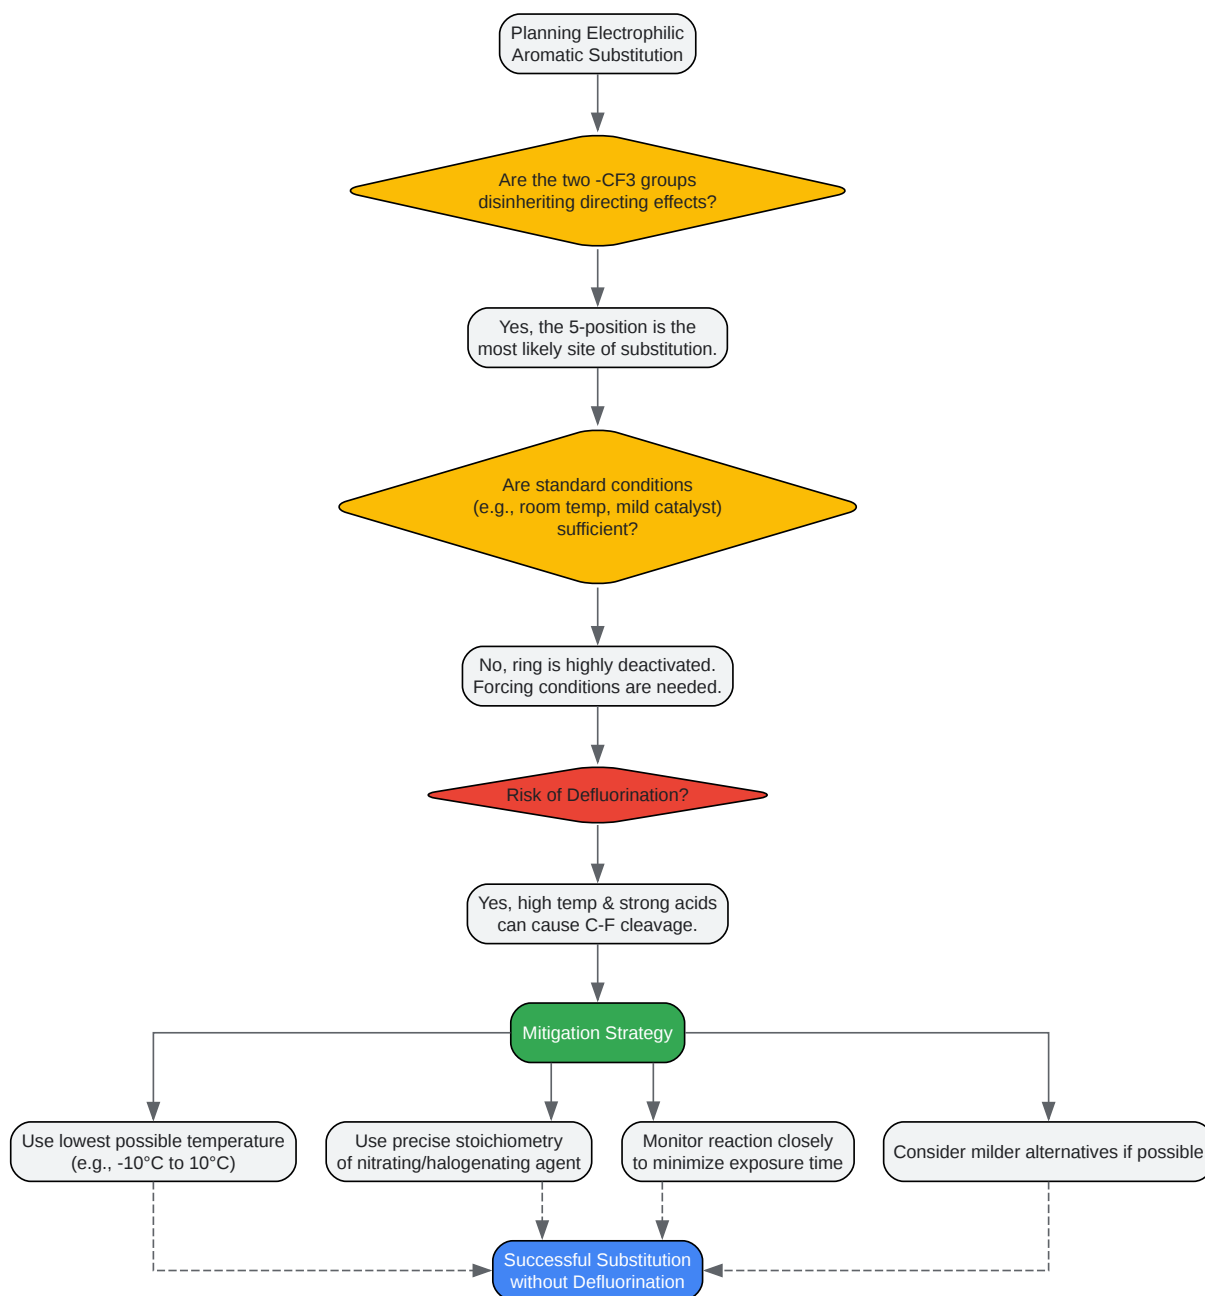 Planning Electrophilic
Aromatic Substitution
Are the two -CF3 groups
disinheriting directing effects?
Yes, the 5-position is the
most likely site of substitution.
Are standard conditions
(e.g., room temp, mild catalyst)
sufficient?
No, ring is highly deactivated.
Forcing conditions are needed.
Risk of Defluorination?
Yes, high temp & strong acids
can cause C-F cleavage.
Mitigation Strategy
Use lowest possible temperature
(e.g., -10°C to 10°C)
Use precise stoichiometry
of nitrating/halogenating agent
Monitor reaction closely
to minimize exposure time
Consider milder alternatives if possible
Successful Substitution
without Defluorination